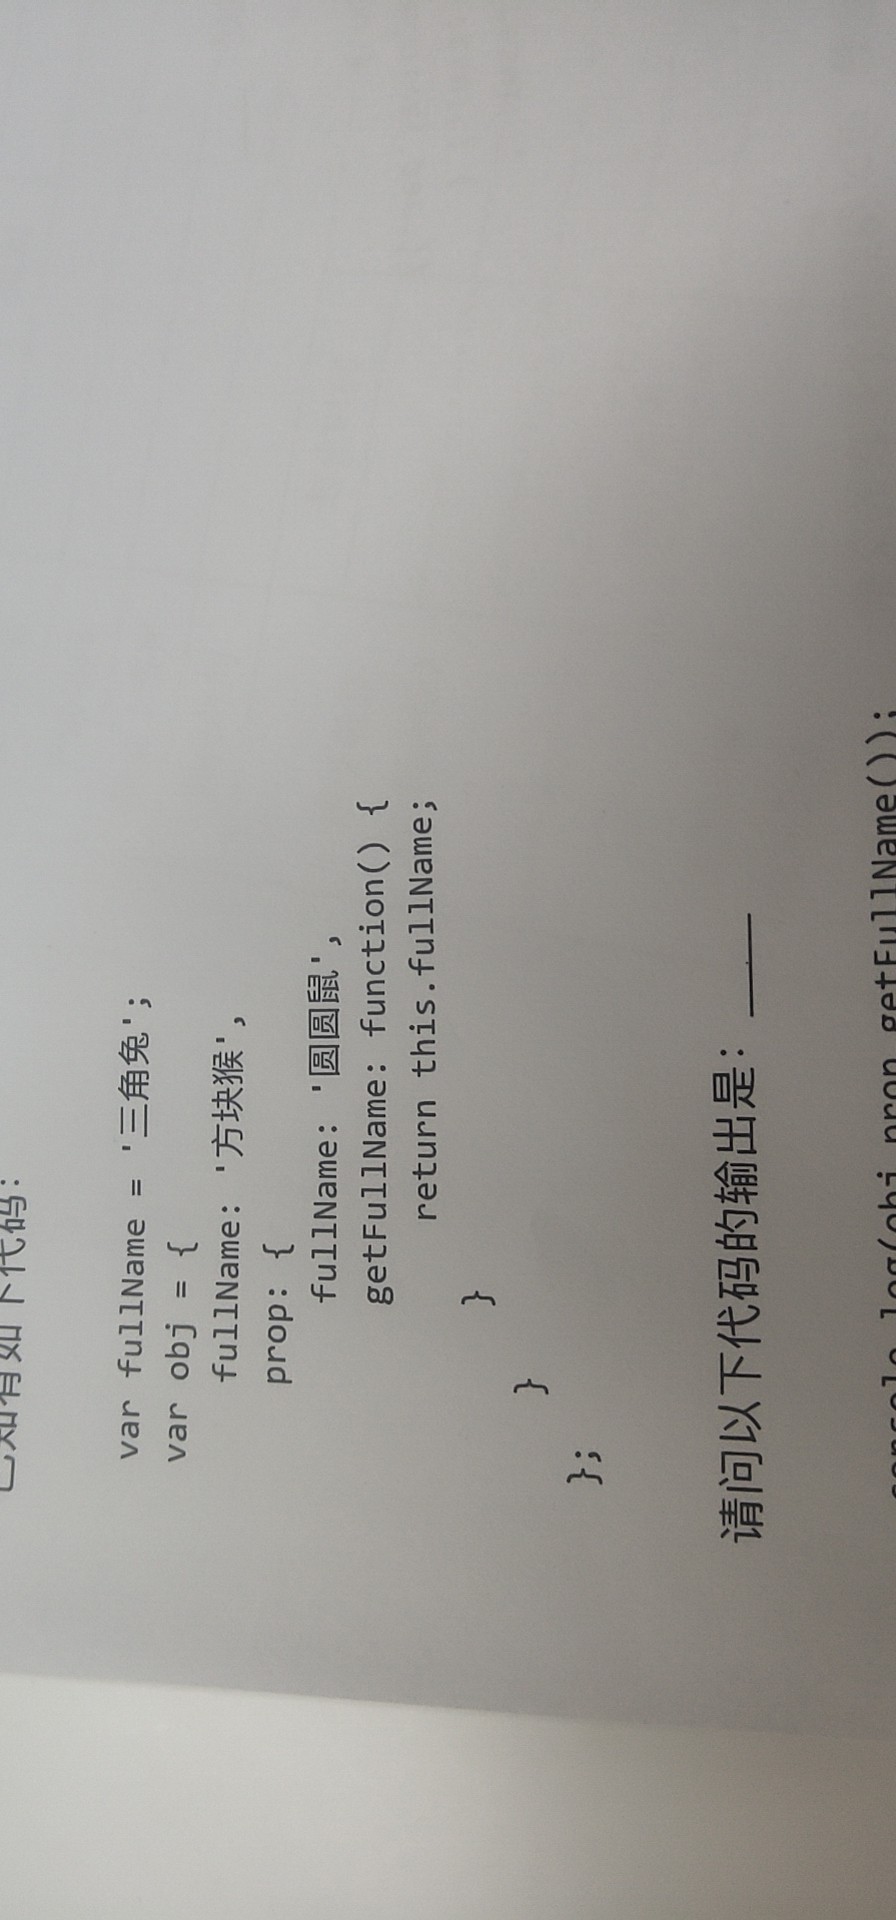 已知有如下代码:
var fullName = '三角兔';
var obj = {
fullName: '方块猴',
prop: {
fullName: '圆圆鼠',
getFullName: function() {
return this.fullName;
}
}
};
请问以下代码的输出是: ____
console.log(obj.prop.getFullName());